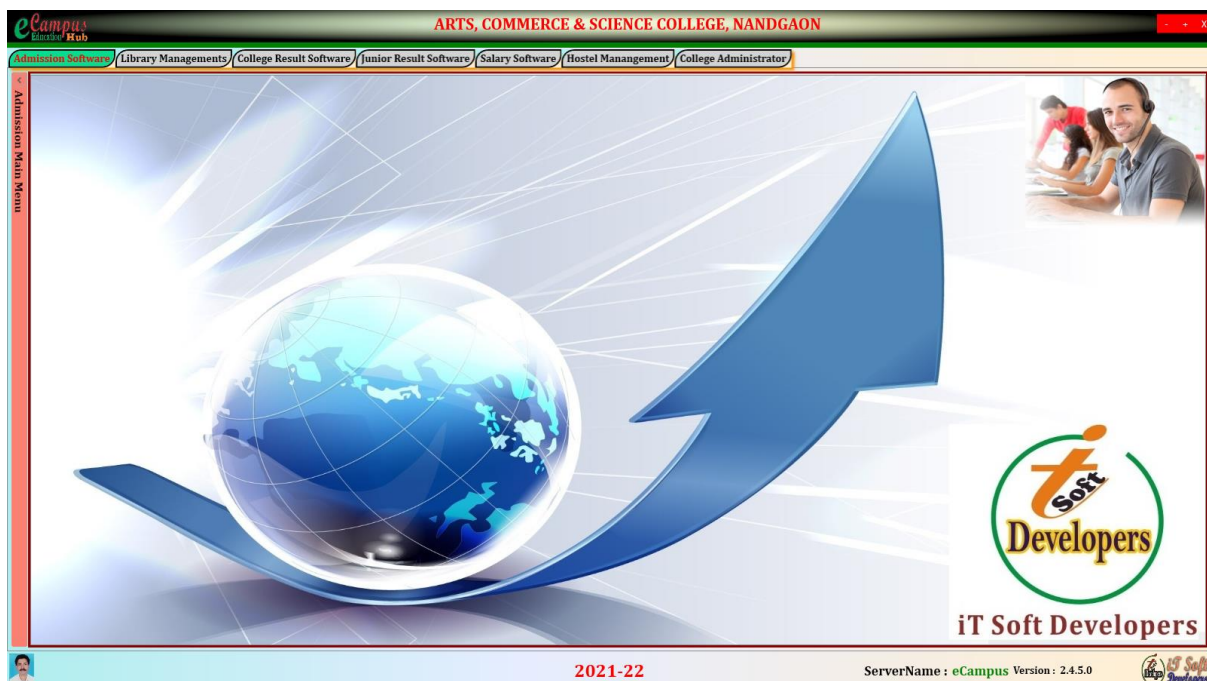 eCampus
Education Hub
ARTS, COMMERCE & SCIENCE COLLEGE, NANDGAON
- + X
Admission Software
Library Managements
College Result Software
Junior Result Software
Salary Software
Hostel Manangement
College Administrator
< Admission Main Menu
it
Soft
Developers
iT Soft Developers
2021-22
ServerName : eCampus Version : 2.4.5.0
iT Soft
Developers